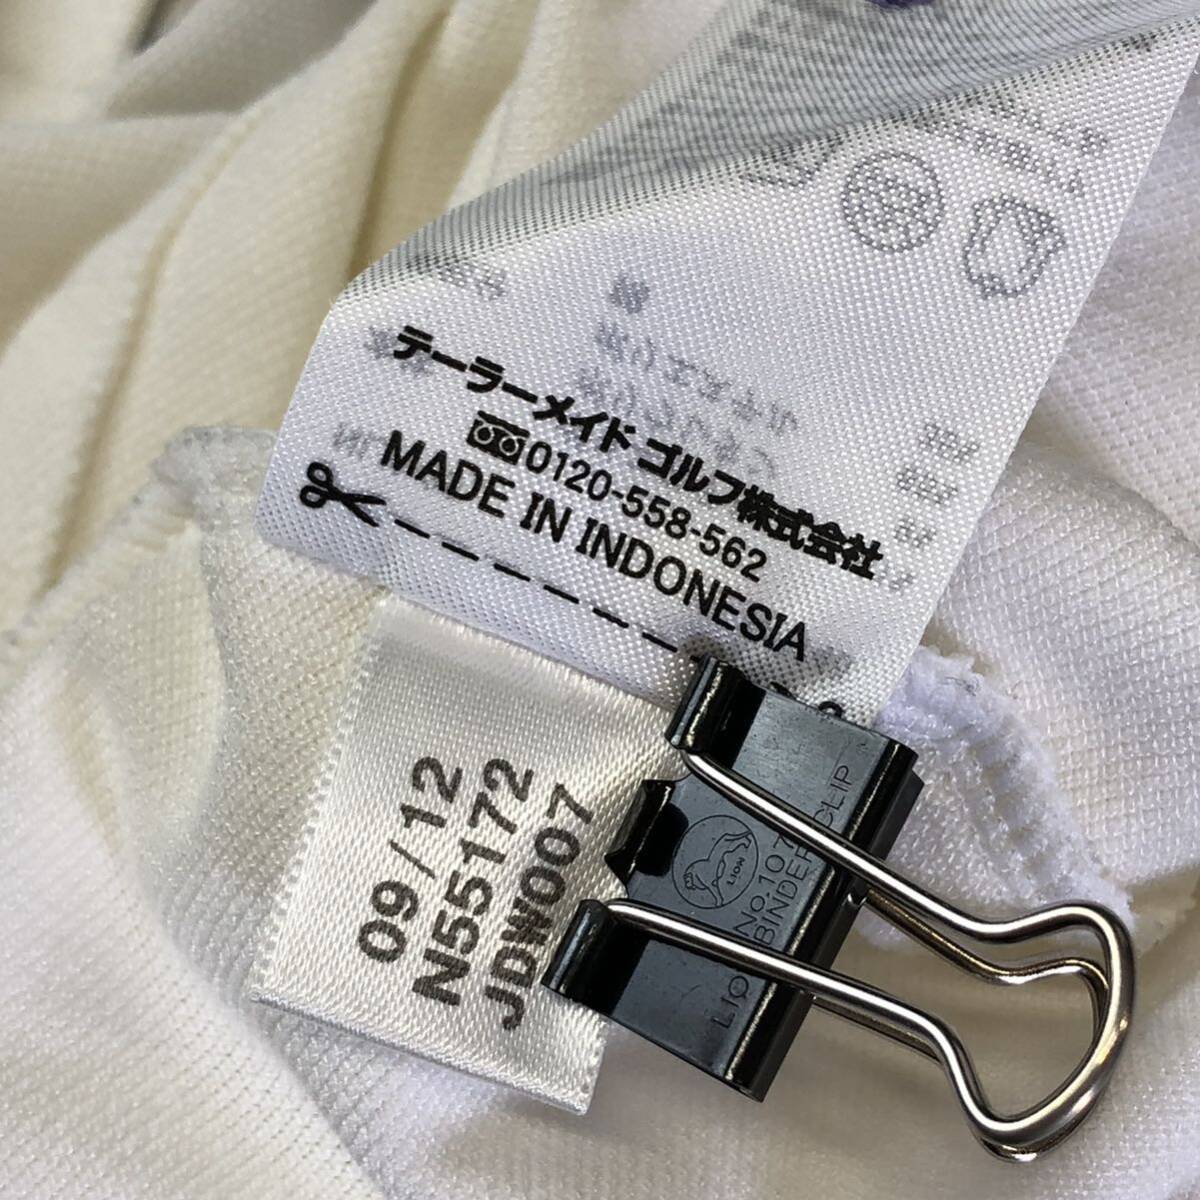 テーラーメイド ゴルフ株式会社
0120-558-562
MADE IN INDONESIA
09/12
N55172
JDW007
LION
No.107
BINDER CLIP